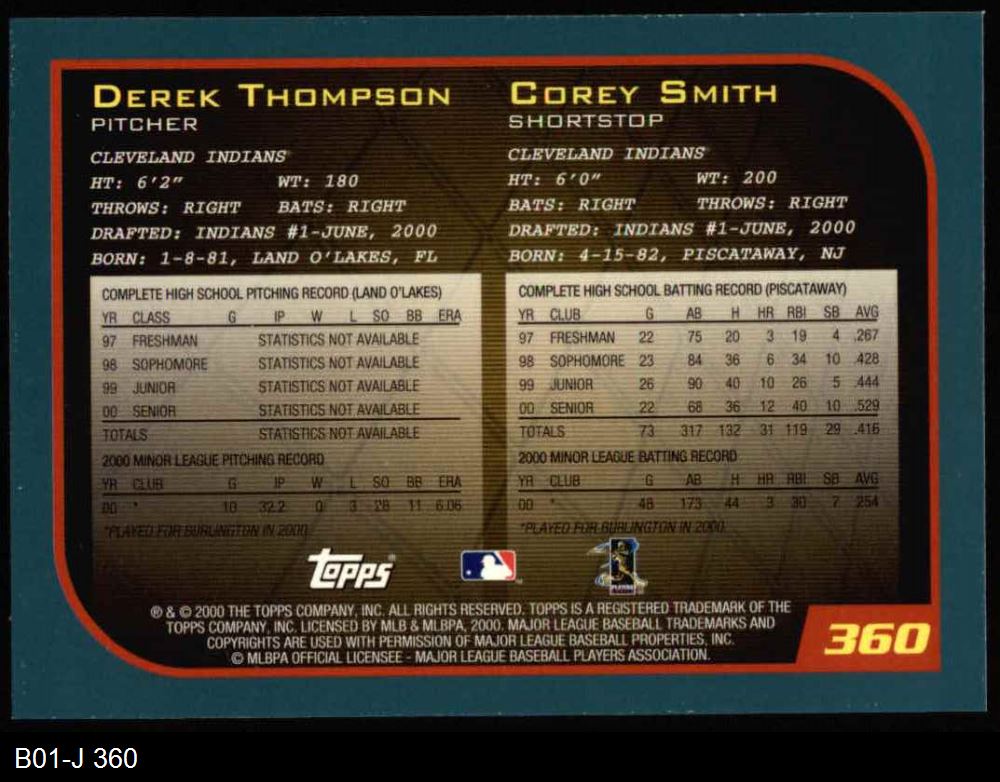 DEREK THOMPSON
PITCHER
CLEVELAND INDIANS
HT: 6'2" WT: 180
THROWS: RIGHT BATS: RIGHT
DRAFTED: INDIANS #1-JUNE, 2000
BORN: 1-8-81, LAND O'LAKES, FL
COMPLETE HIGH SCHOOL PITCHING RECORD (LAND O'LAKES)
YR CLASS G IP W L SO BB ERA
97 FRESHMAN STATISTICS NOT AVAILABLE
98 SOPHOMORE STATISTICS NOT AVAILABLE
99 JUNIOR STATISTICS NOT AVAILABLE
00 SENIOR STATISTICS NOT AVAILABLE
TOTALS STATISTICS NOT AVAILABLE
2000 MINOR LEAGUE PITCHING RECORD
YR CLUB G IP W L SO BB ERA
00 * 10 32.2 0 3 28 11 6.06
*PLAYED FOR BURLINGTON IN 2000
COREY SMITH
SHORTSTOP
CLEVELAND INDIANS
HT: 6'0" WT: 200
BATS: RIGHT THROWS: RIGHT
DRAFTED: INDIANS #1-JUNE, 2000
BORN: 4-15-82, PISCATAWAY, NJ
COMPLETE HIGH SCHOOL BATTING RECORD (PISCATAWAY)
YR CLUB G AB H HR RBI SB AVG
97 FRESHMAN 22 75 20 3 19 4 .267
98 SOPHOMORE 23 84 36 6 34 10 .428
99 JUNIOR 26 90 40 10 26 5 .444
00 SENIOR 22 68 36 12 40 10 .529
TOTALS 73 317 132 31 119 29 .416
2000 MINOR LEAGUE BATTING RECORD
YR CLUB G AB H HR RBI SB AVG
00 * 48 173 44 3 30 7 .254
*PLAYED FOR BURLINGTON IN 2000.
Topps®
PLAYERS
® & © 2000 THE TOPPS COMPANY, INC. ALL RIGHTS RESERVED. TOPPS IS A REGISTERED TRADEMARK OF THE
TOPPS COMPANY, INC. LICENSED BY MLB & MLBPA, 2000. MAJOR LEAGUE BASEBALL TRADEMARKS AND
COPYRIGHTS ARE USED WITH PERMISSION OF MAJOR LEAGUE BASEBALL PROPERTIES, INC.
© MLBPA OFFICIAL LICENSEE - MAJOR LEAGUE BASEBALL PLAYERS ASSOCIATION.
360
B01-J 360